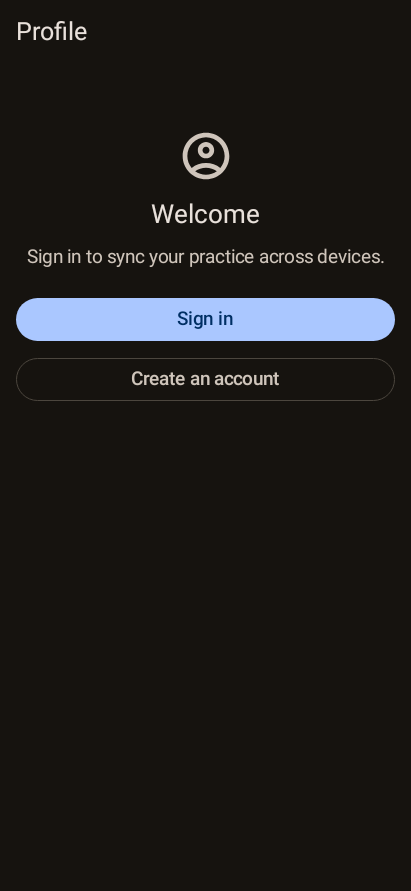 Profile
Welcome
Sign in to sync your practice across devices.
Sign in
Create an account